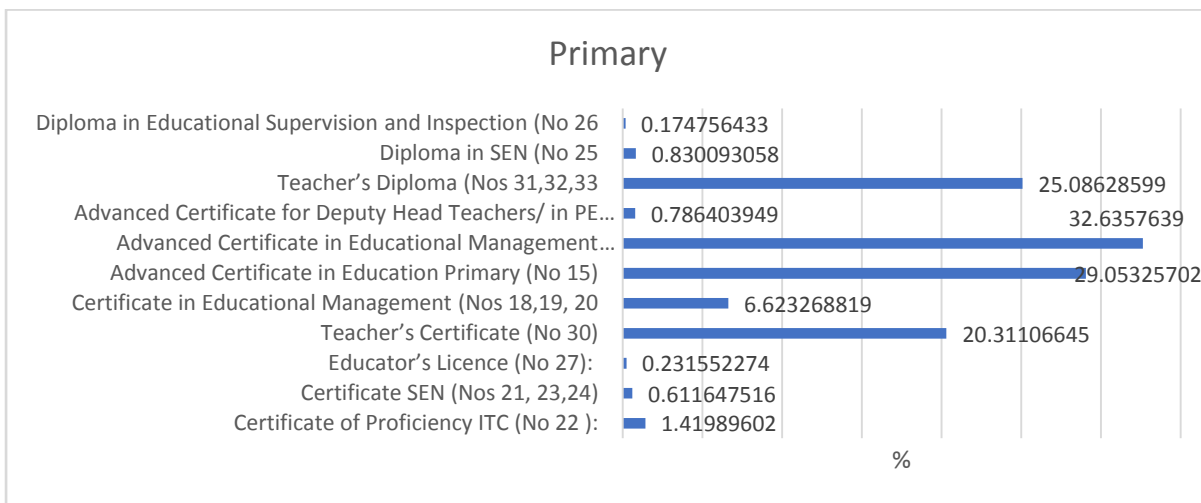 Primary
Diploma in Educational Supervision and Inspection (No 26 0.174756433
Diploma in SEN (No 25 0.830093058
Teacher’s Diploma (Nos 31,32,33 25.08628599
Advanced Certificate for Deputy Head Teachers/ in PE... 0.786403949
Advanced Certificate in Educational Management... 32.6357639
Advanced Certificate in Education Primary (No 15) 29.05325702
Certificate in Educational Management (Nos 18,19, 20 6.623268819
Teacher’s Certificate (No 30) 20.31106645
Educator’s Licence (No 27): 0.231552274
Certificate SEN (Nos 21, 23,24) 0.611647516
Certificate of Proficiency ITC (No 22 ): 1.41989602
%